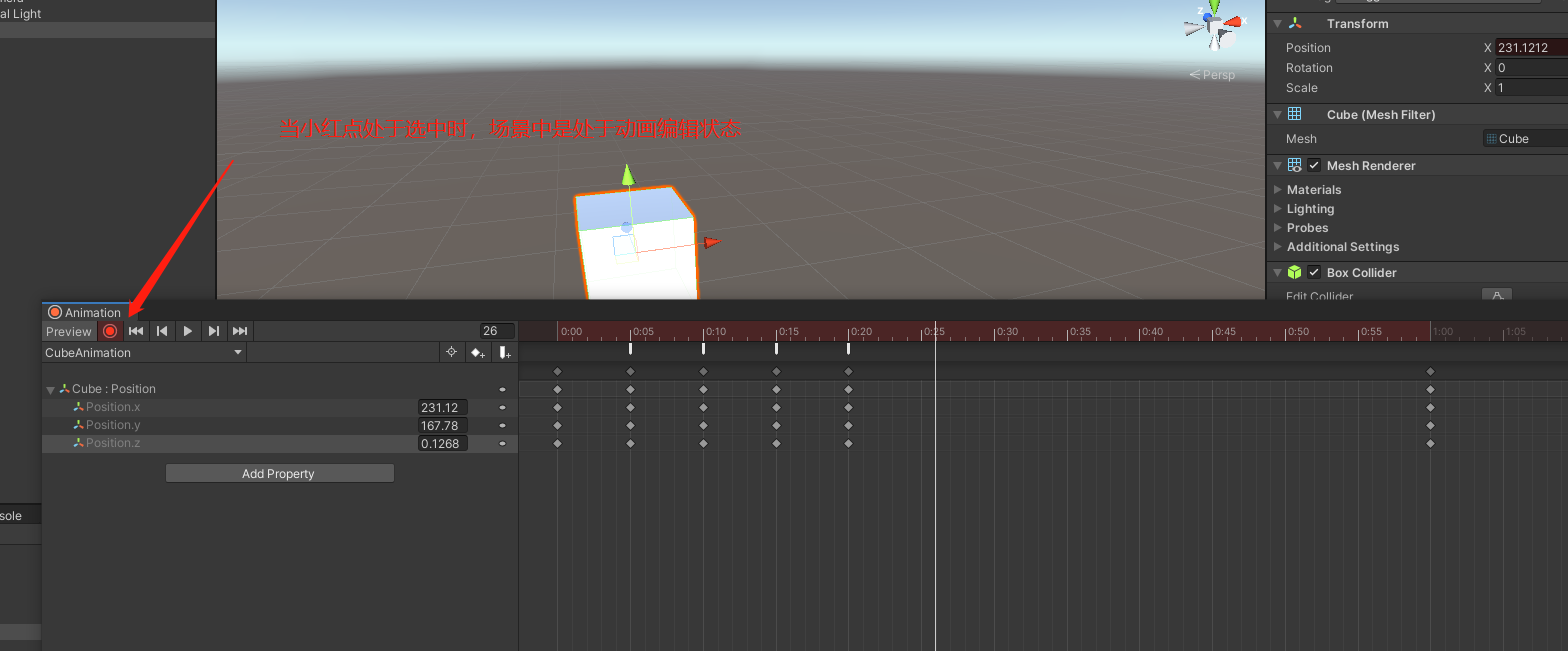 al Light
Persp
z
x
当小红点处于选中时，场景中是处于动画编辑状态
Transform
Position X 231.1212
Rotation X 0
Scale X 1
Cube (Mesh Filter)
Mesh Cube
Mesh Renderer
Materials
Lighting
Probes
Additional Settings
Box Collider
Edit Collider
Animation
Preview 26
0:00 0:05 0:10 0:15 0:20 0:25 0:30 0:35 0:40 0:45 0:50 0:55 1:00 1:05
CubeAnimation
Cube : Position
Position.x 231.12
Position.y 167.78
Position.z 0.1268
Add Property
sole